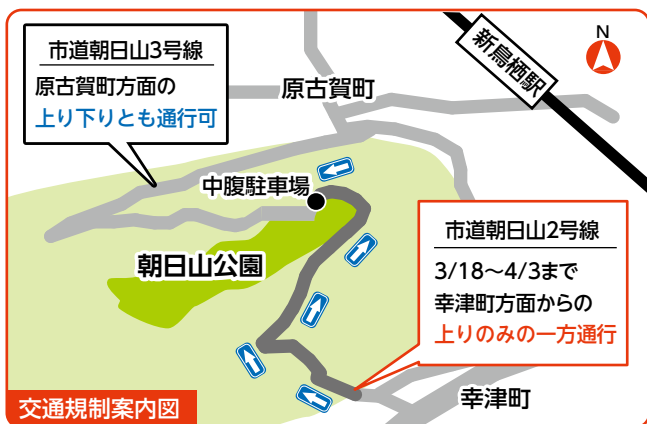 市道朝日山3号線
原古賀町方面の
上り下りとも通行可
原古賀町
新鳥栖駅
N
中腹駐車場
朝日山公園
市道朝日山2号線
3/18～4/3まで
幸津町方面からの
上りのみの一方通行
幸津町
交通規制案内図